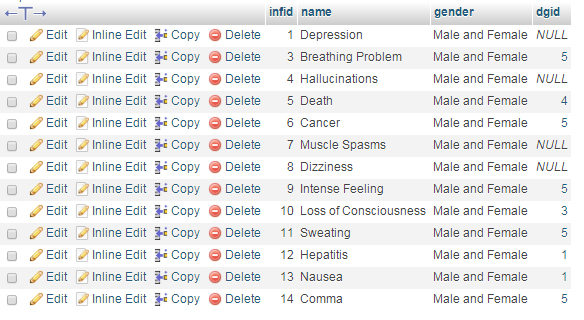 ←T→ infid name gender dgid
Edit Inline Edit Copy Delete 1 Depression Male and Female NULL
Edit Inline Edit Copy Delete 3 Breathing Problem Male and Female 5
Edit Inline Edit Copy Delete 4 Hallucinations Male and Female NULL
Edit Inline Edit Copy Delete 5 Death Male and Female 4
Edit Inline Edit Copy Delete 6 Cancer Male and Female 5
Edit Inline Edit Copy Delete 7 Muscle Spasms Male and Female NULL
Edit Inline Edit Copy Delete 8 Dizziness Male and Female NULL
Edit Inline Edit Copy Delete 9 Intense Feeling Male and Female 5
Edit Inline Edit Copy Delete 10 Loss of Consciousness Male and Female 3
Edit Inline Edit Copy Delete 11 Sweating Male and Female 5
Edit Inline Edit Copy Delete 12 Hepatitis Male and Female 1
Edit Inline Edit Copy Delete 13 Nausea Male and Female 1
Edit Inline Edit Copy Delete 14 Comma Male and Female 5